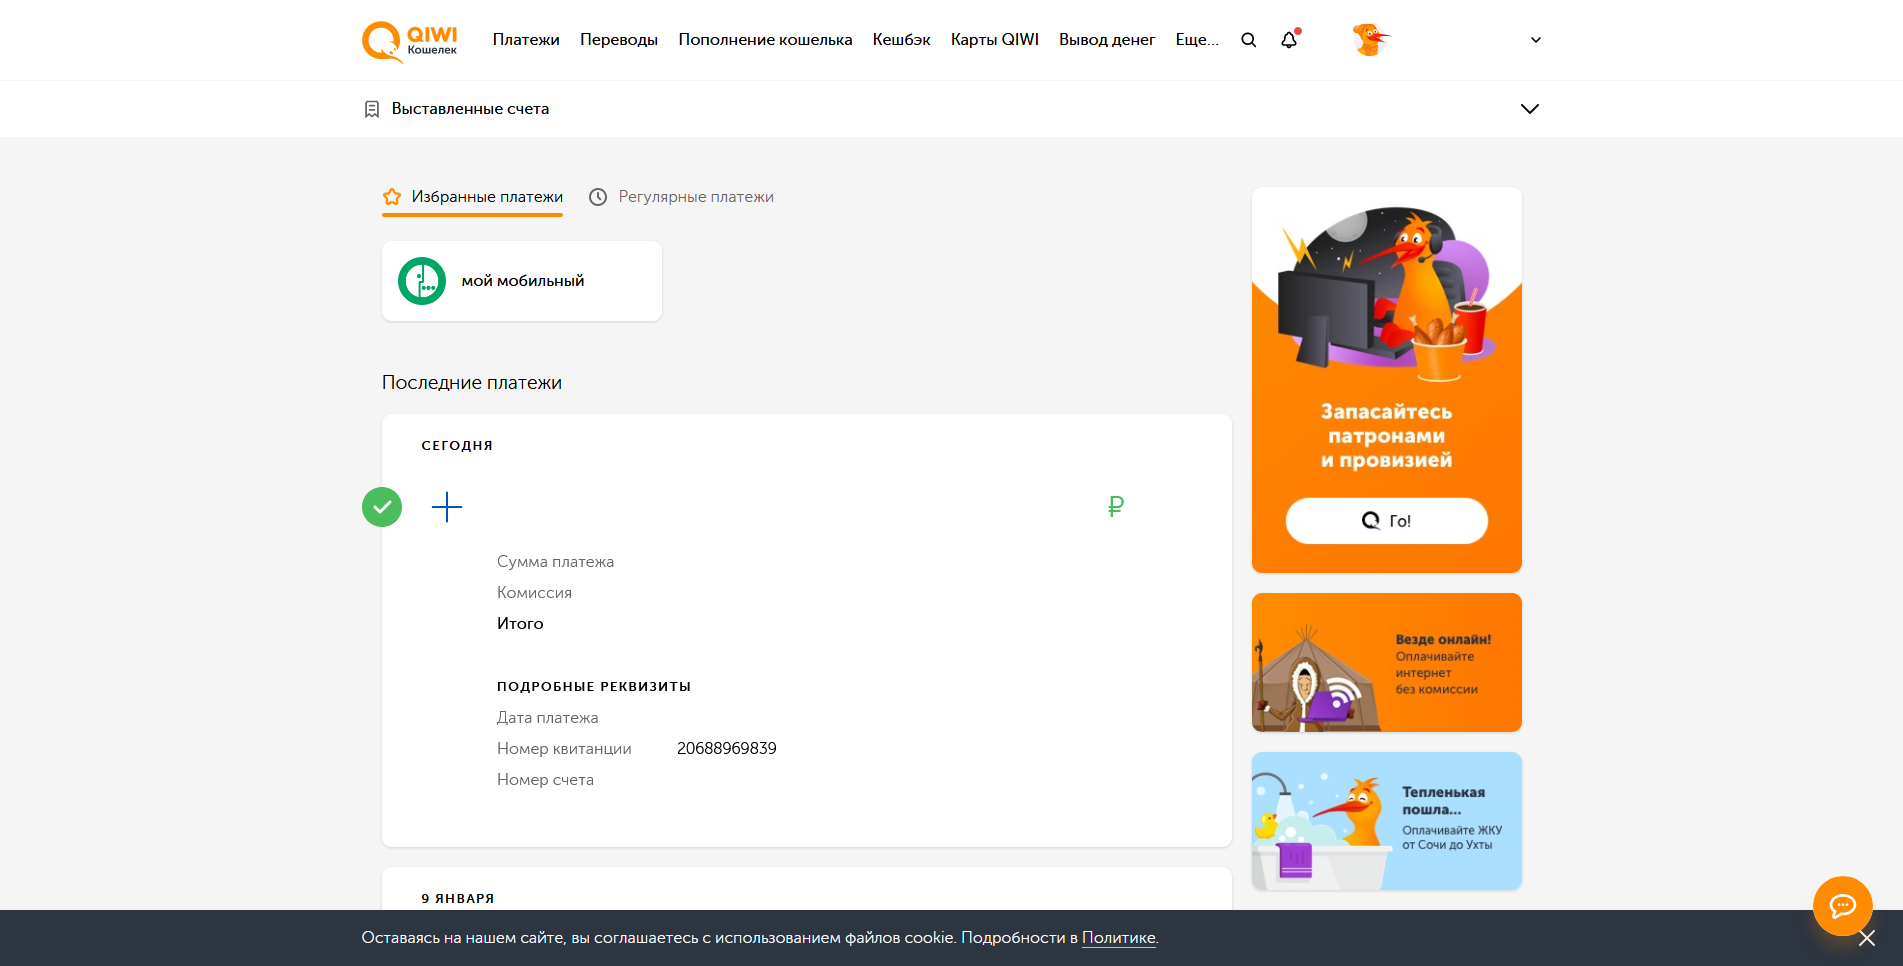 QIWI
Кошелек
Платежи Переводы Пополнение кошелька Кешбэк Карты QIWI Вывод денег Еще...
Выставленные счета
Избранные платежи Регулярные платежи
мой мобильный
Последние платежи
СЕГОДНЯ
₽
Сумма платежа
Комиссия
Итого
ПОДРОБНЫЕ РЕКВИЗИТЫ
Дата платежа
Номер квитанции 20688969839
Номер счета
9 ЯНВАРЯ
Запасайтесь
патронами
и провизией
Го!
Везде онлайн!
Оплачивайте
интернет
без комиссии
Тепленькая
пошла...
Оплачивайте ЖКУ
от Сочи до Ухты
Оставаясь на нашем сайте, вы соглашаетесь с использованием файлов cookie. Подробности в Политике.